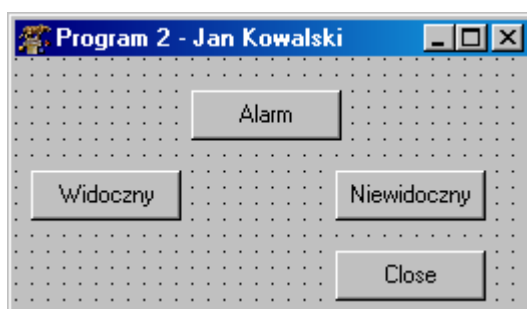 Program 2 - Jan Kowalski
Alarm
Widoczny
Niewidoczny
Close